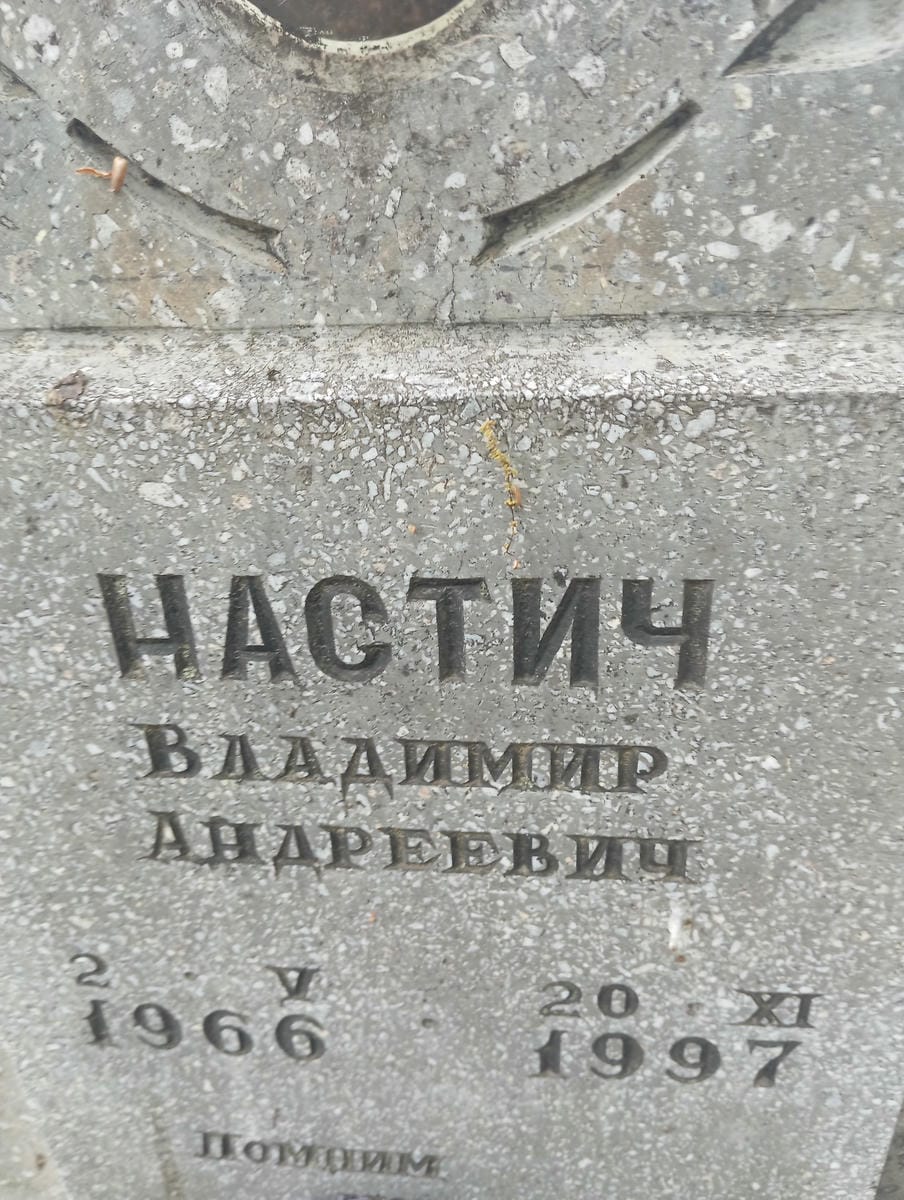 НАСТИЧ
ВЛАДИМИР
АНДРЕЕВИЧ
2 · V 20 · XI
1966 · 1997
Помним